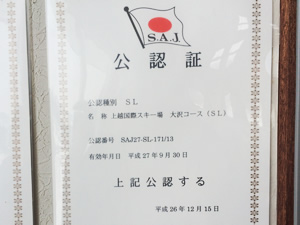 S.A.J.
公認証
公認種別 SL
名 称 上越国際スキー場 大沢コース（SL）
公認番号 SAJ27-SL-171/13
有効年月日 平成27年9月30日
上記公認する
平成26年12月15日